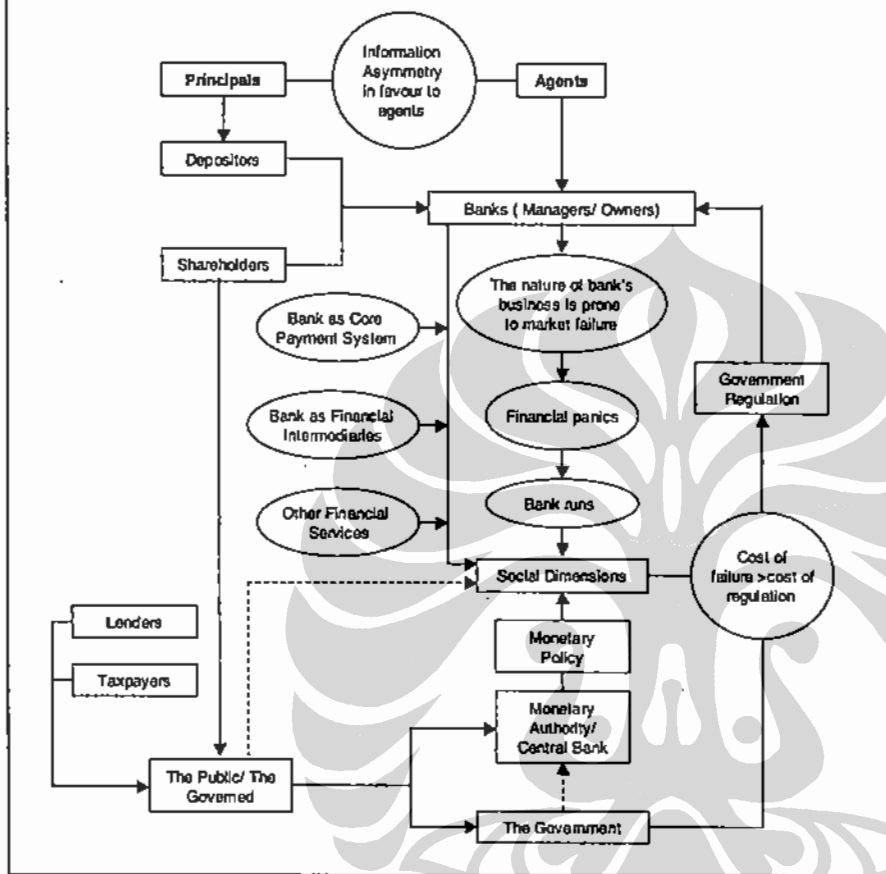 Information
Asymmetry
in favour to
agents
Principals
Agents
Depositors
Banks ( Managers/ Owners)
Shareholders
The nature of bank's
business is prone
to market failure
Bank as Core
Payment System
Government
Regulation
Bank as Financial
Intermediaries
Financial panics
Other Financial
Services
Bank runs
Social Dimensions
Cost of
failure >cost of
regulation
Lenders
Monetary
Policy
Taxpayers
Monetary
Authority/
Central Bank
The Public/ The
Governed
The Government